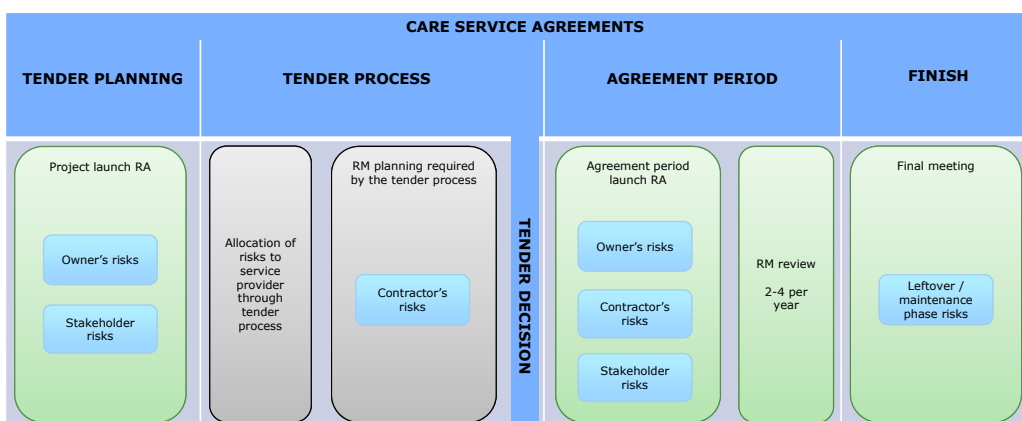 CARE SERVICE AGREEMENTS
TENDER PLANNING
TENDER PROCESS
AGREEMENT PERIOD
FINISH
Project launch RA
Owner's risks
Stakeholder
risks
Allocation of
risks to
service
provider
through
tender
process
RM planning required
by the tender process
Contractor's
risks
TENDER DECISION
Agreement period
launch RA
Owner's risks
Contractor's
risks
Stakeholder
risks
RM review
2-4 per
year
Final meeting
Leftover /
maintenance
phase risks